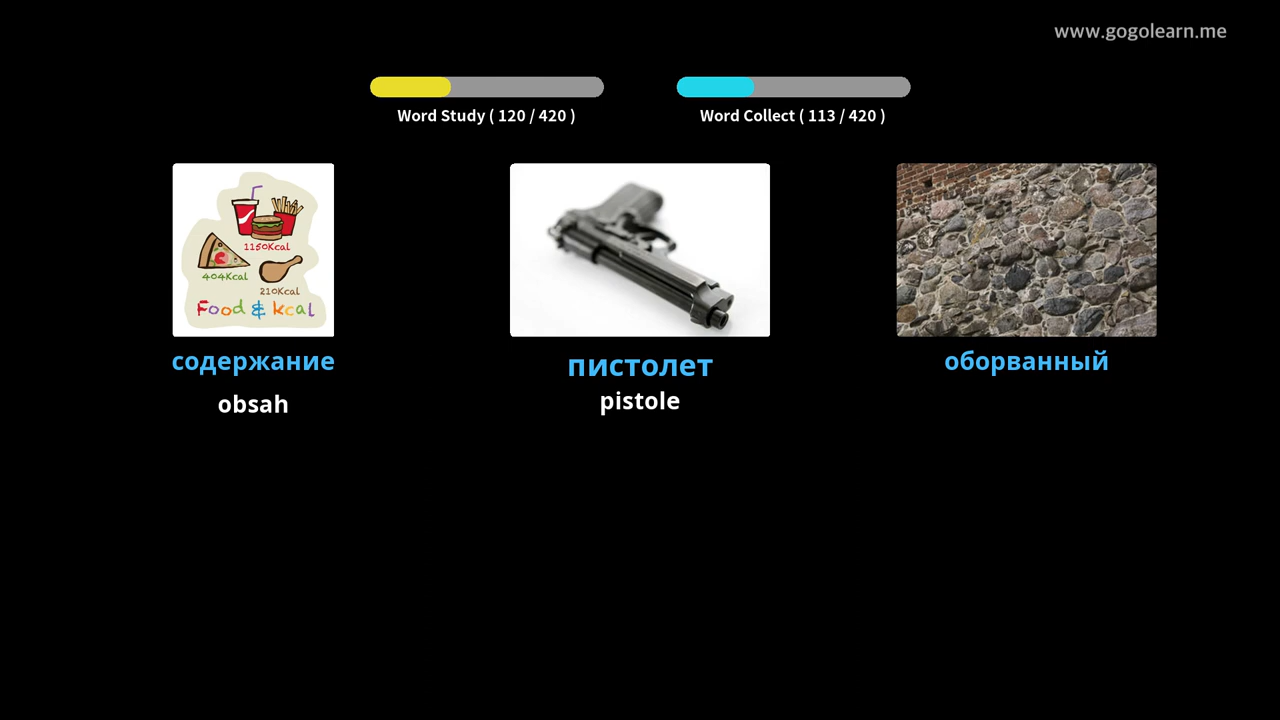 www.gogolearn.me
Word Study ( 120 / 420 )
Word Collect ( 113 / 420 )
1150Kcal
404Kcal
210Kcal
Food & kcal
содержание
пистолет
оборванный
obsah
pistole